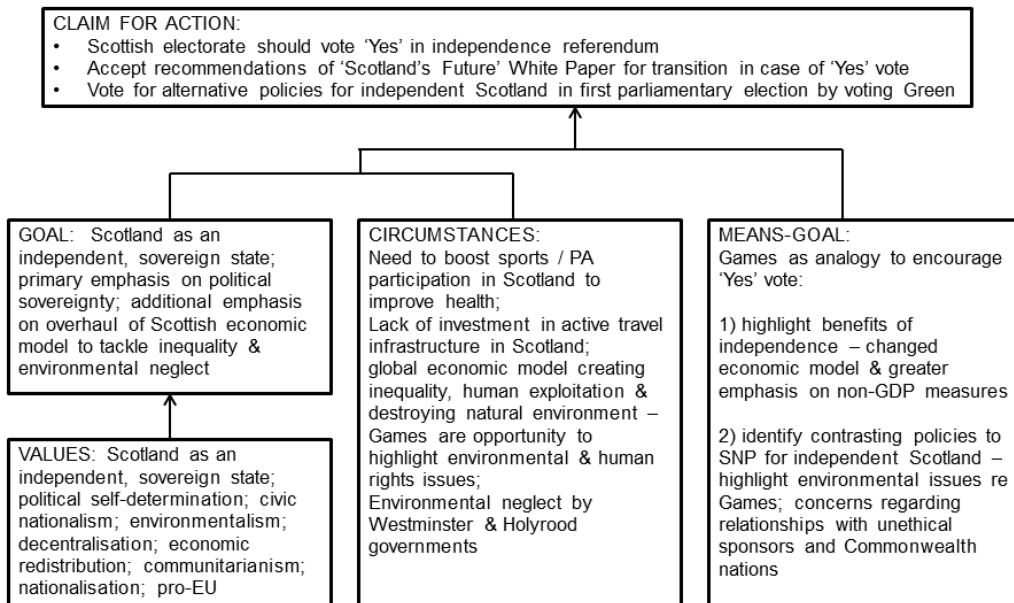 CLAIM FOR ACTION:
• Scottish electorate should vote 'Yes' in independence referendum
• Accept recommendations of 'Scotland's Future' White Paper for transition in case of 'Yes' vote
• Vote for alternative policies for independent Scotland in first parliamentary election by voting Green
GOAL: Scotland as an
independent, sovereign state;
primary emphasis on political
sovereignty; additional emphasis
on overhaul of Scottish economic
model to tackle inequality &
environmental neglect
VALUES: Scotland as an
independent, sovereign state;
political self-determination; civic
nationalism; environmentalism;
decentralisation; economic
redistribution; communitarianism;
nationalisation; pro-EU
CIRCUMSTANCES:
Need to boost sports / PA
participation in Scotland to
improve health;
Lack of investment in active travel
infrastructure in Scotland;
global economic model creating
inequality, human exploitation &
destroying natural environment –
Games are opportunity to
highlight environmental & human
rights issues;
Environmental neglect by
Westminster & Holyrood
governments
MEANS-GOAL:
Games as analogy to encourage
'Yes' vote:
1) highlight benefits of
independence – changed
economic model & greater
emphasis on non-GDP measures
2) identify contrasting policies to
SNP for independent Scotland –
highlight environmental issues re
Games; concerns regarding
relationships with unethical
sponsors and Commonwealth
nations